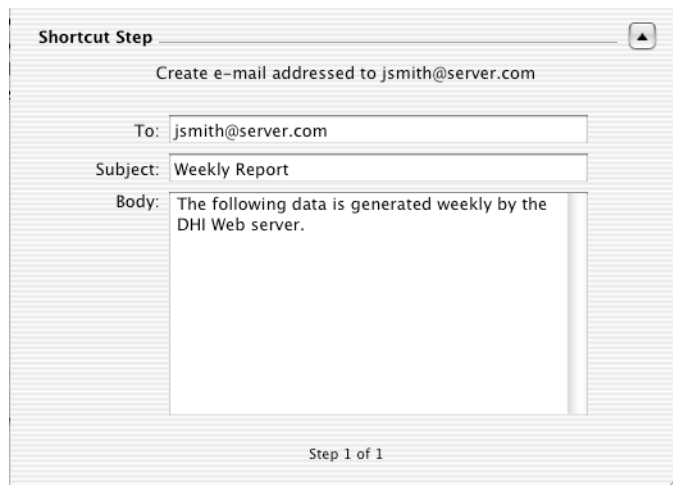 Shortcut Step
Create e-mail addressed to jsmith@server.com
To: jsmith@server.com
Subject: Weekly Report
Body: The following data is generated weekly by the
DHI Web server.
Step 1 of 1